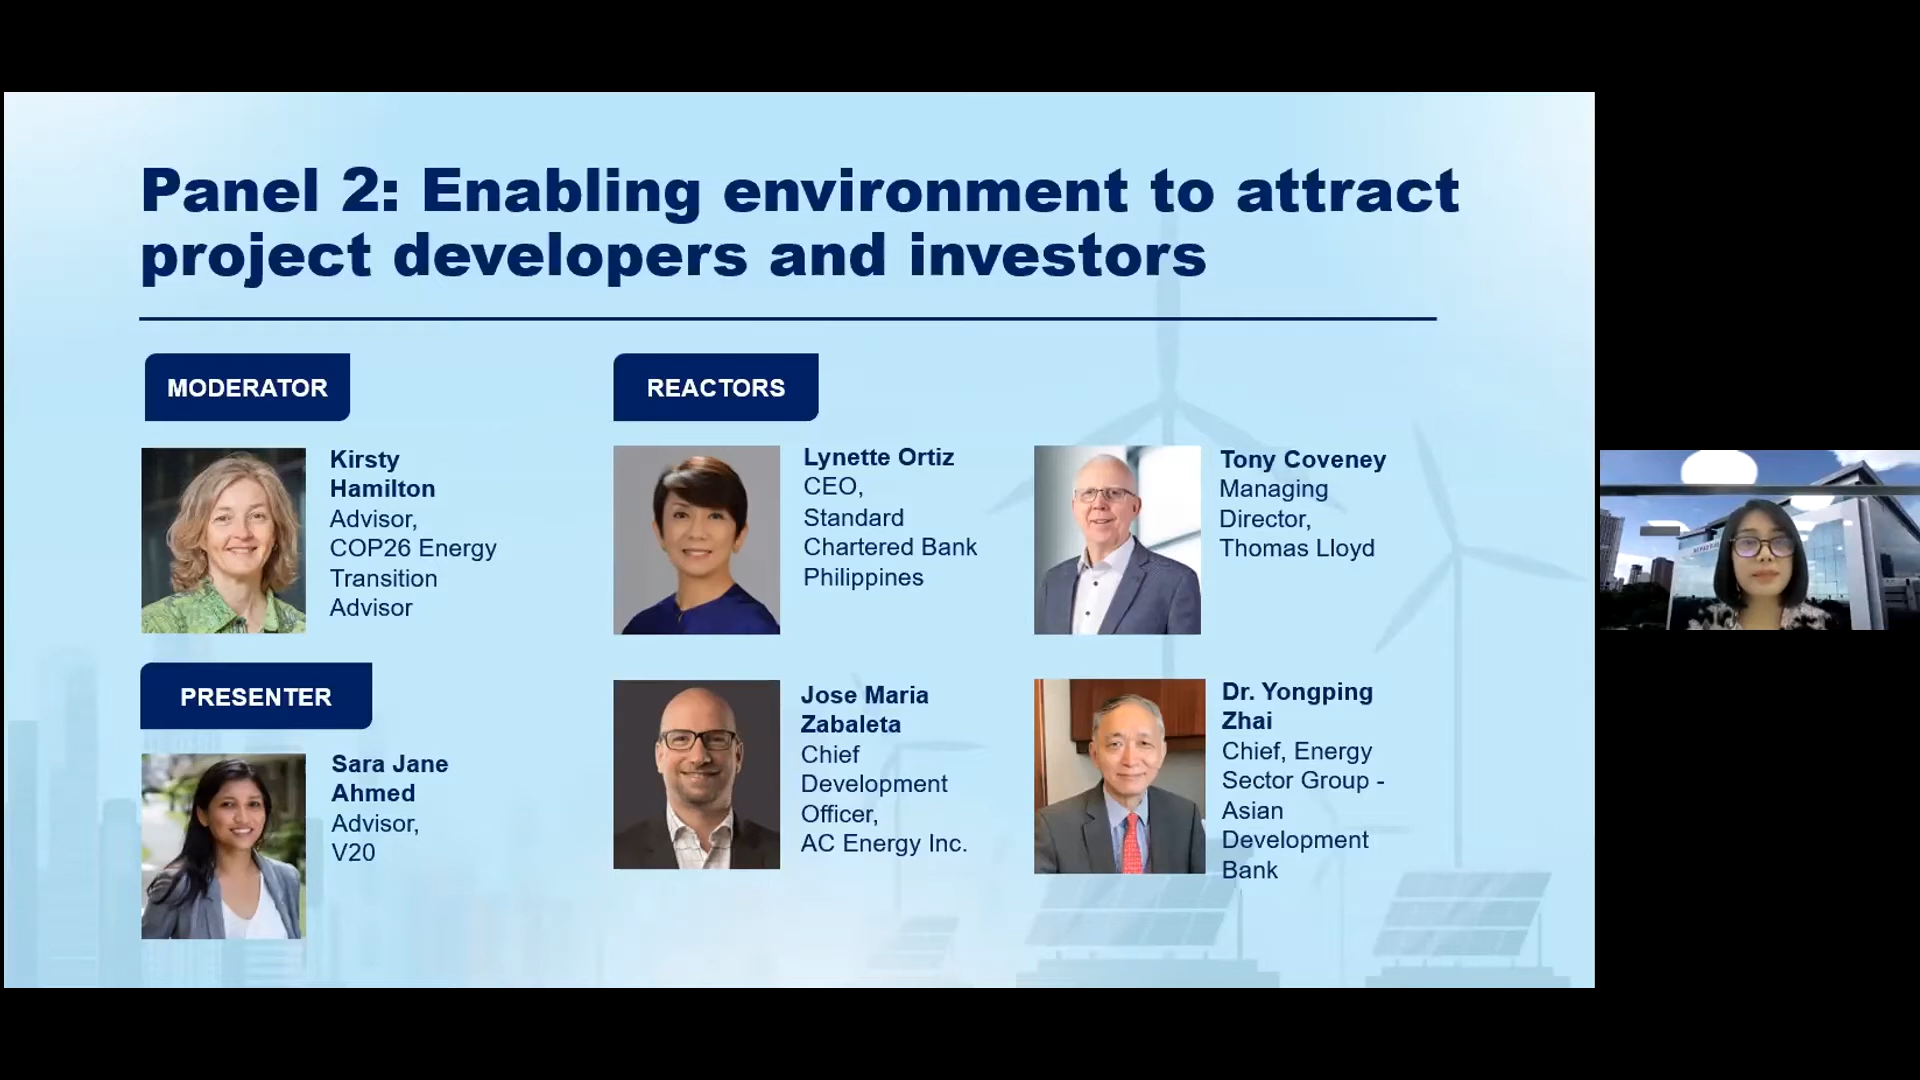 Panel 2: Enabling environment to attract
project developers and investors
MODERATOR
Kirsty
Hamilton
Advisor,
COP26 Energy
Transition
Advisor
PRESENTER
Sara Jane
Ahmed
Advisor,
V20
REACTORS
Lynette Ortiz
CEO,
Standard
Chartered Bank
Philippines
Tony Coveney
Managing
Director,
Thomas Lloyd
Jose Maria
Zabaleta
Chief
Development
Officer,
AC Energy Inc.
Dr. Yongping
Zhai
Chief, Energy
Sector Group -
Asian
Development
Bank